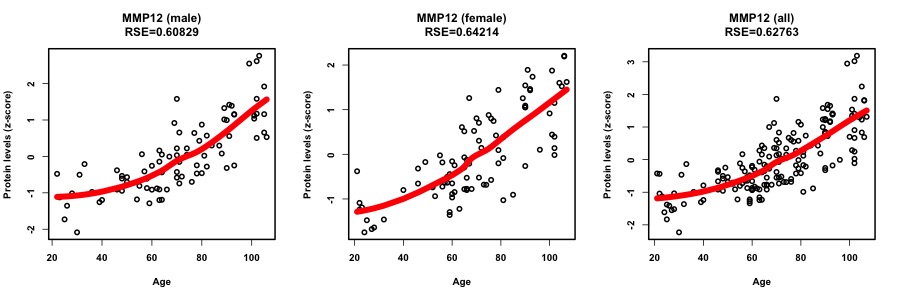 MMP12 (male)
RSE=0.60829
Protein levels (z-score)
2
1
0
-1
-2
20 40 60 80 100
Age
MMP12 (female)
RSE=0.64214
Protein levels (z-score)
2
1
0
-1
20 40 60 80 100
Age
MMP12 (all)
RSE=0.62763
Protein levels (z-score)
3
2
1
0
-1
-2
20 40 60 80 100
Age